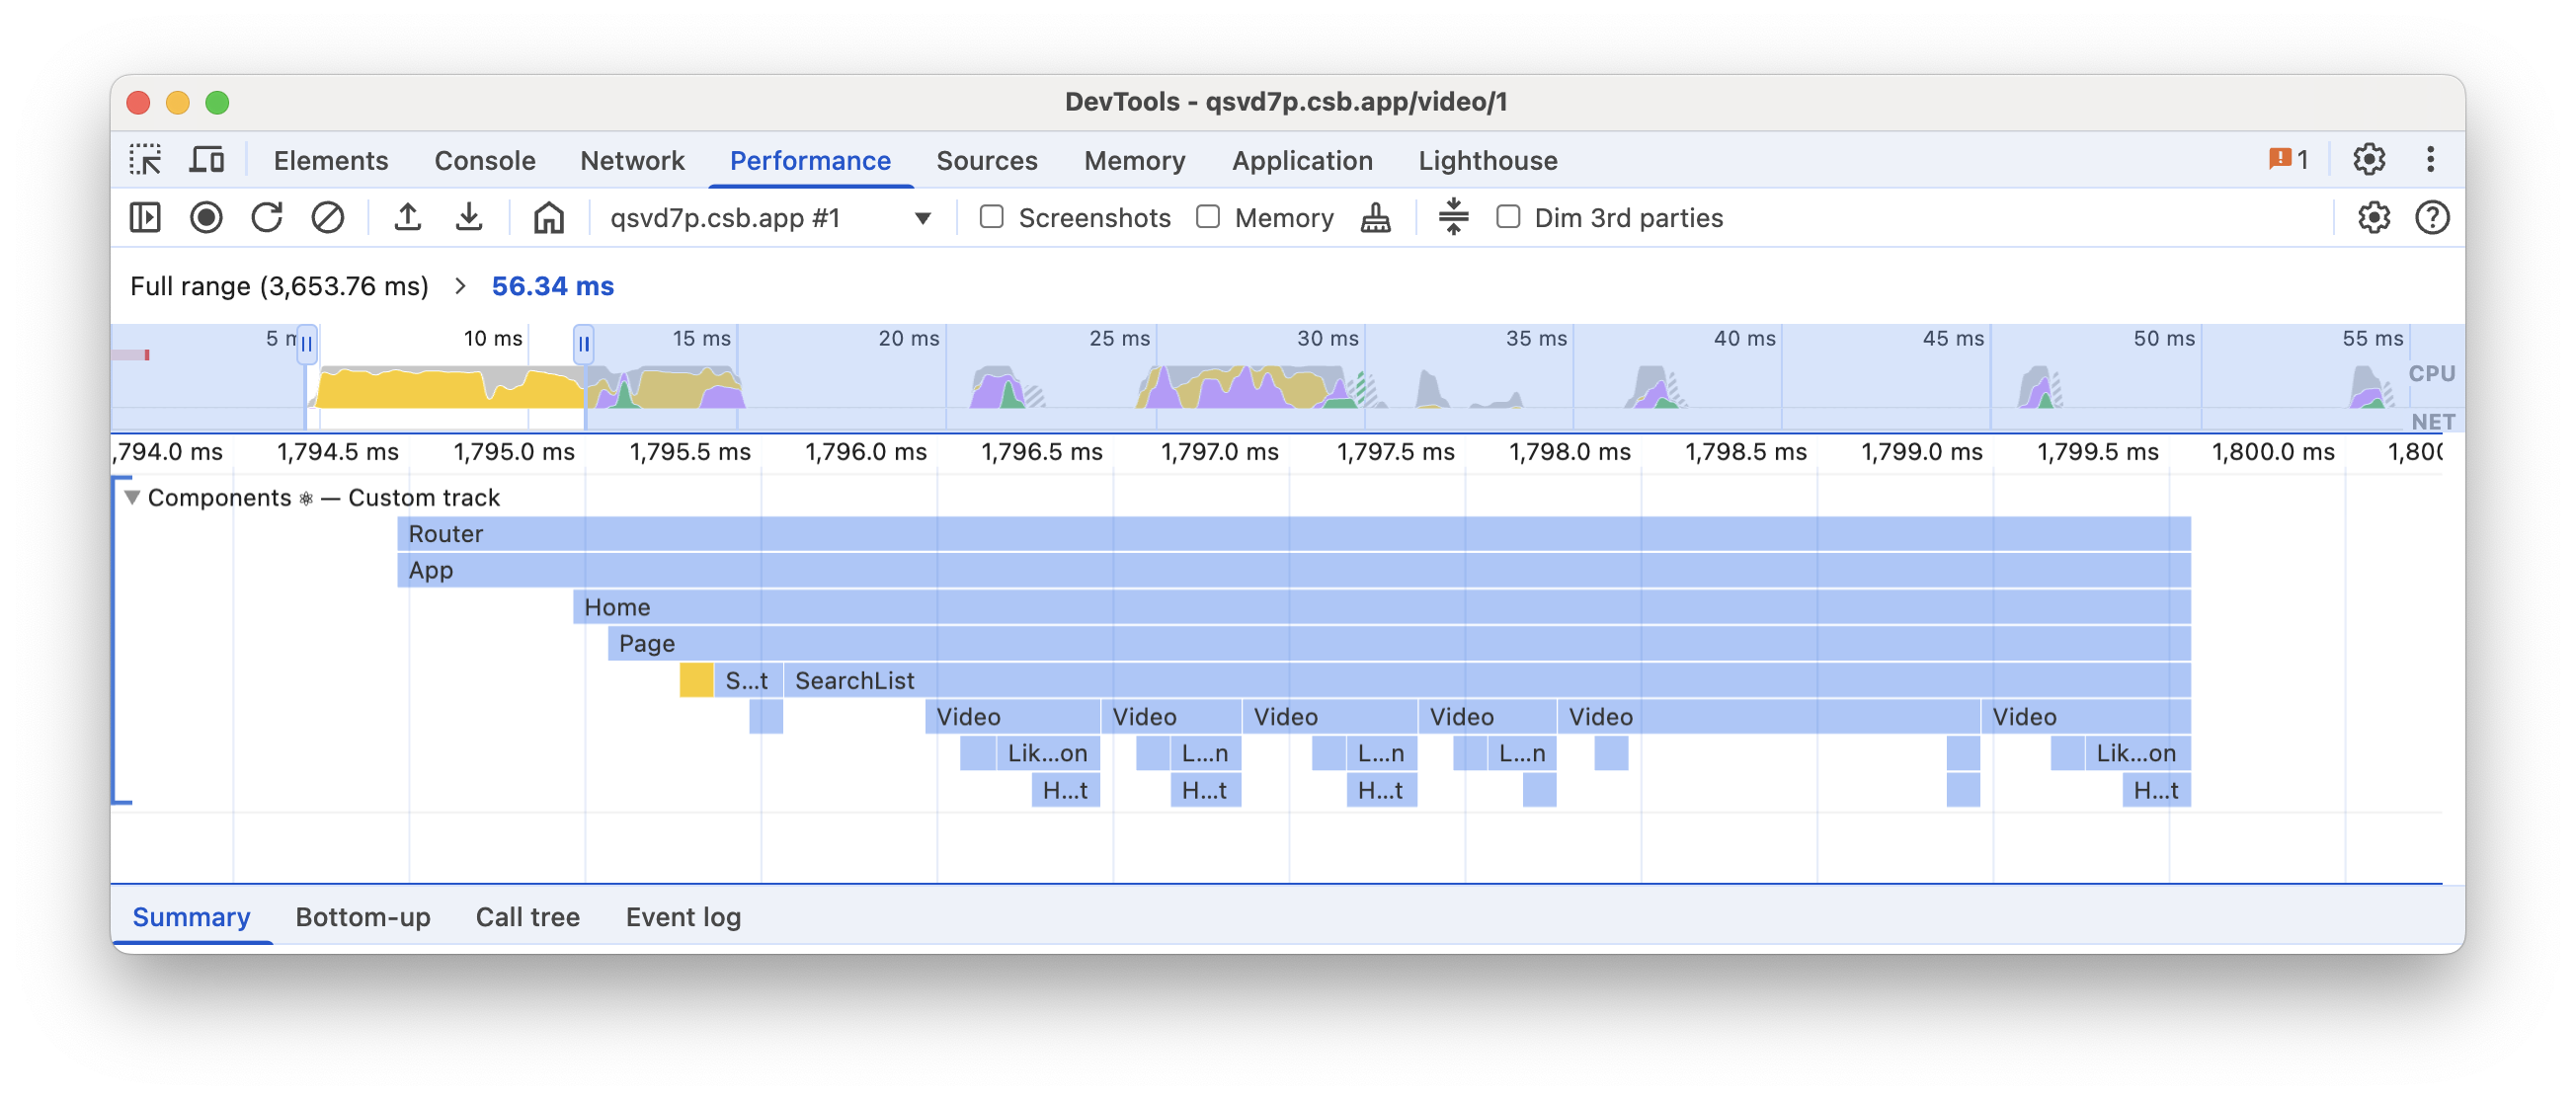 DevTools - qsvd7p.csb.app/video/1
Elements Console Network Performance Sources Memory Application Lighthouse 1
qsvd7p.csb.app #1 Screenshots Memory Dim 3rd parties
Full range (3,653.76 ms) > 56.34 ms
5 m 10 ms 15 ms 20 ms 25 ms 30 ms 35 ms 40 ms 45 ms 50 ms 55 ms
CPU
NET
,794.0 ms 1,794.5 ms 1,795.0 ms 1,795.5 ms 1,796.0 ms 1,796.5 ms 1,797.0 ms 1,797.5 ms 1,798.0 ms 1,798.5 ms 1,799.0 ms 1,799.5 ms 1,800.0 ms 1,800
Components ⚛ — Custom track
Router
App
Home
Page
S...t SearchList
Video Video Video Video Video Video
Lik...on L...n L...n L...n Lik...on
H...t H...t H...t H...t
Summary Bottom-up Call tree Event log